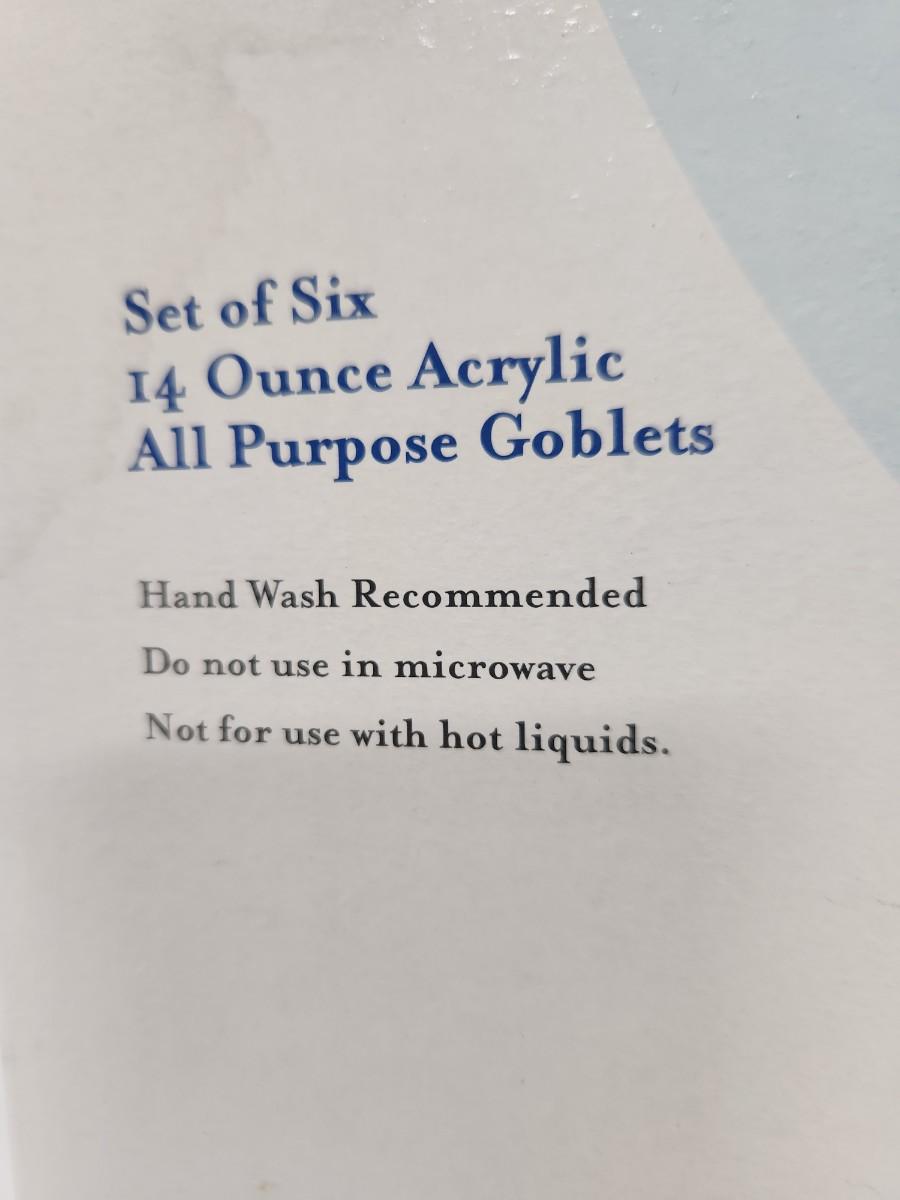 Set of Six
14 Ounce Acrylic
All Purpose Goblets
Hand Wash Recommended
Do not use in microwave
Not for use with hot liquids.